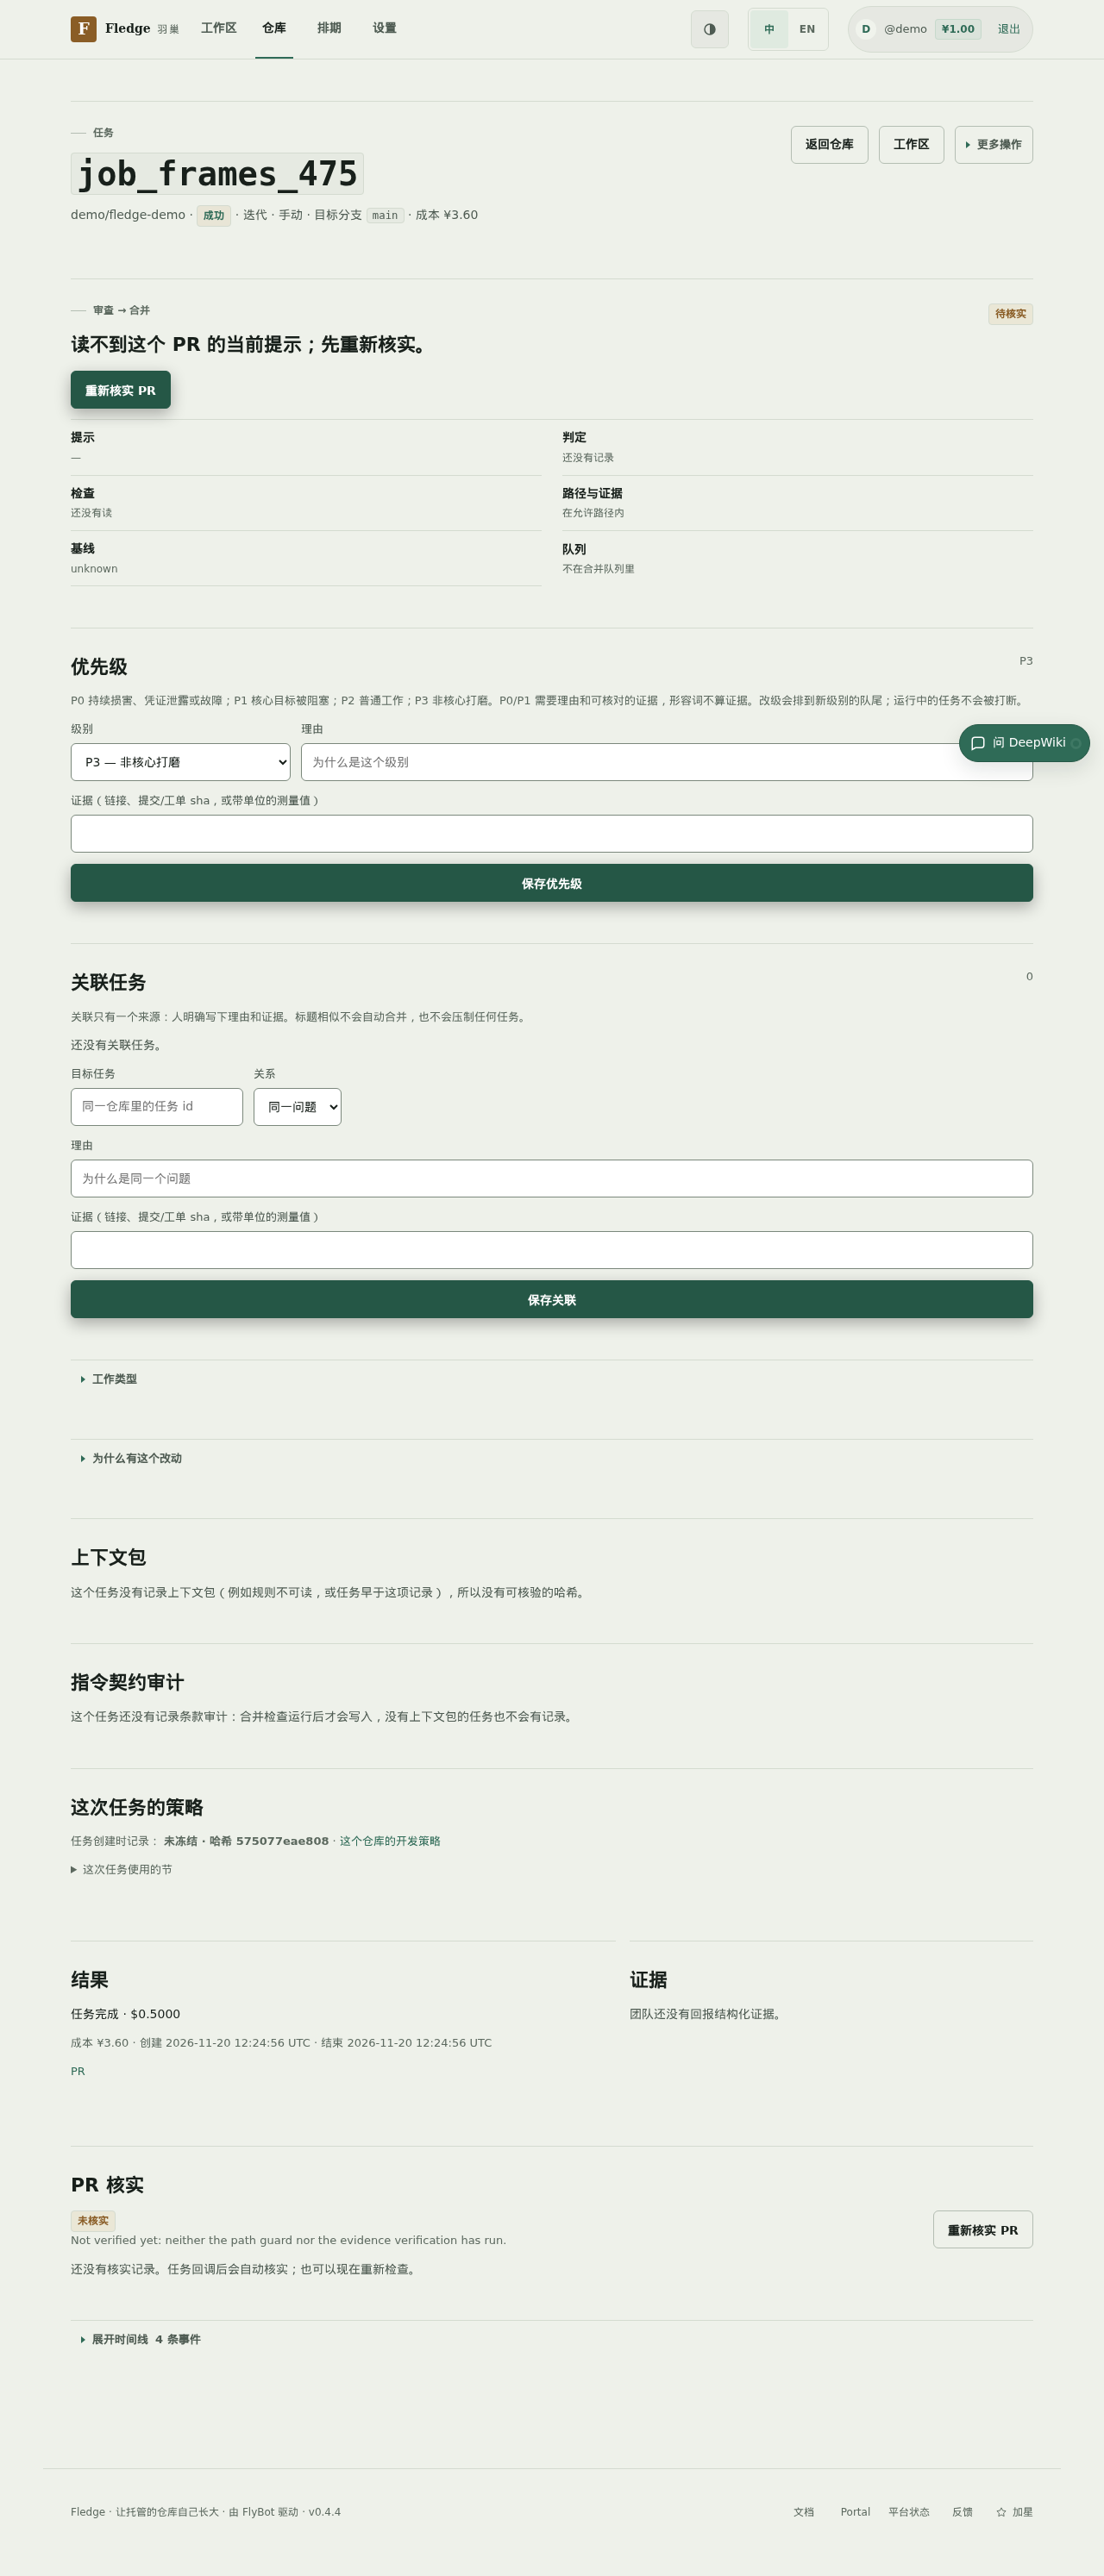 F Fledge 羽巢 工作区 仓库 排期 设置 中 EN D @demo ¥1.00 退出
任务
返回仓库 工作区 更多操作
job_frames_475
demo/fledge-demo · 成功 · 迭代 · 手动 · 目标分支 main · 成本 ¥3.60
审查 → 合并
待核实
读不到这个 PR 的当前提示；先重新核实。
重新核实 PR
提示
—
判定
还没有记录
检查
还没有读
路径与证据
在允许路径内
基线
unknown
队列
不在合并队列里
优先级
P3
P0 持续损害、凭证泄露或故障；P1 核心目标被阻塞；P2 普通工作；P3 非核心打磨。P0/P1 需要理由和可核对的证据，形容词不算证据。改级会排到新级别的队尾；运行中的任务不会被打断。
级别 理由
P3 — 非核心打磨 为什么是这个级别
问 DeepWiki
证据（链接、提交/工单 sha，或带单位的测量值）
保存优先级
关联任务
0
关联只有一个来源：人明确写下理由和证据。标题相似不会自动合并，也不会压制任何任务。
还没有关联任务。
目标任务 关系
同一仓库里的任务 id 同一问题
理由
为什么是同一个问题
证据（链接、提交/工单 sha，或带单位的测量值）
保存关联
工作类型
为什么有这个改动
上下文包
这个任务没有记录上下文包（例如规则不可读，或任务早于这项记录），所以没有可核验的哈希。
指令契约审计
这个任务还没有记录条款审计：合并检查运行后才会写入，没有上下文包的任务也不会有记录。
这次任务的策略
任务创建时记录： 未冻结 · 哈希 575077eae808 · 这个仓库的开发策略
这次任务使用的节
结果
任务完成 · $0.5000
成本 ¥3.60 · 创建 2026-11-20 12:24:56 UTC · 结束 2026-11-20 12:24:56 UTC
PR
证据
团队还没有回报结构化证据。
PR 核实
未核实
Not verified yet: neither the path guard nor the evidence verification has run.
重新核实 PR
还没有核实记录。任务回调后会自动核实；也可以现在重新检查。
展开时间线 4 条事件
Fledge · 让托管的仓库自己长大 · 由 FlyBot 驱动 · v0.4.4
文档 Portal 平台状态 反馈 加星